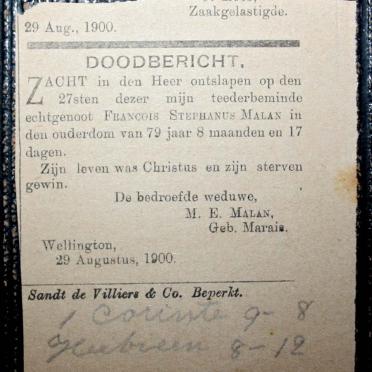 Zaakgelastigde.
29 Aug., 1900.
DOODBERICHT.
ZACHT in den Heer ontslapen op den
27sten dezer mijn teederbeminde
echtgenoot FRANCOIS STEPHANUS MALAN in
den ouderdom van 79 jaar 8 maanden en 17
dagen.
Zijn leven was Christus en zijn sterven
gewin.
De bedroefde weduwe,
M. E. MALAN,
Geb. Marais.
Wellington,
29 Augustus, 1900.
Sandt de Villiers & Co. Beperkt.
1 Corinte 9-8
Heebreen 8-12